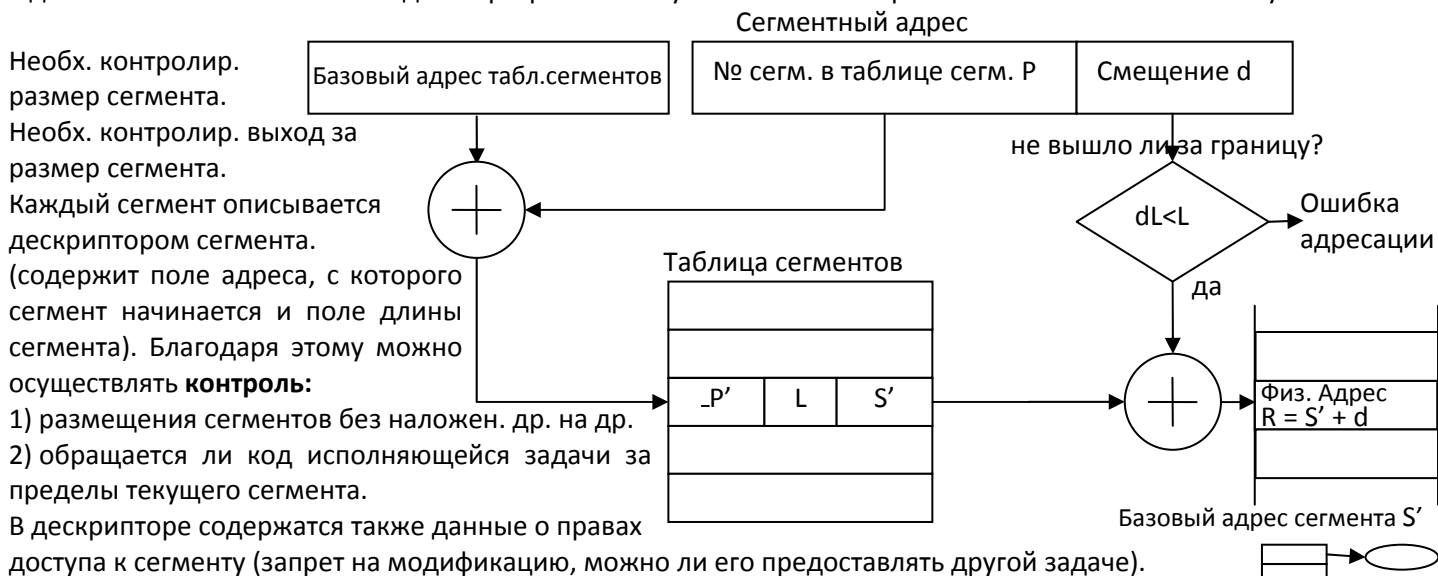 Сегментный адрес
Необх. контролир.
размер сегмента.
Необх. контролир. выход за
размер сегмента.
Каждый сегмент описывается
дескриптором сегмента.
(содержит поле адреса, с которого
сегмент начинается и поле длины
сегмента). Благодаря этому можно
осуществлять контроль:
1) размещения сегментов без наложен. др. на др.
2) обращается ли код исполняющейся задачи за
пределы текущего сегмента.
В дескрипторе содержатся также данные о правах
доступа к сегменту (запрет на модификацию, можно ли его предоставлять другой задаче).
Базовый адрес табл.сегментов
№ сегм. в таблице сегм. P
Смещение d
не вышло ли за границу?
dL<L
Ошибка
адресации
да
Таблица сегментов
_P’
L
S’
Физ. Адрес
R = S’ + d
Базовый адрес сегмента S’